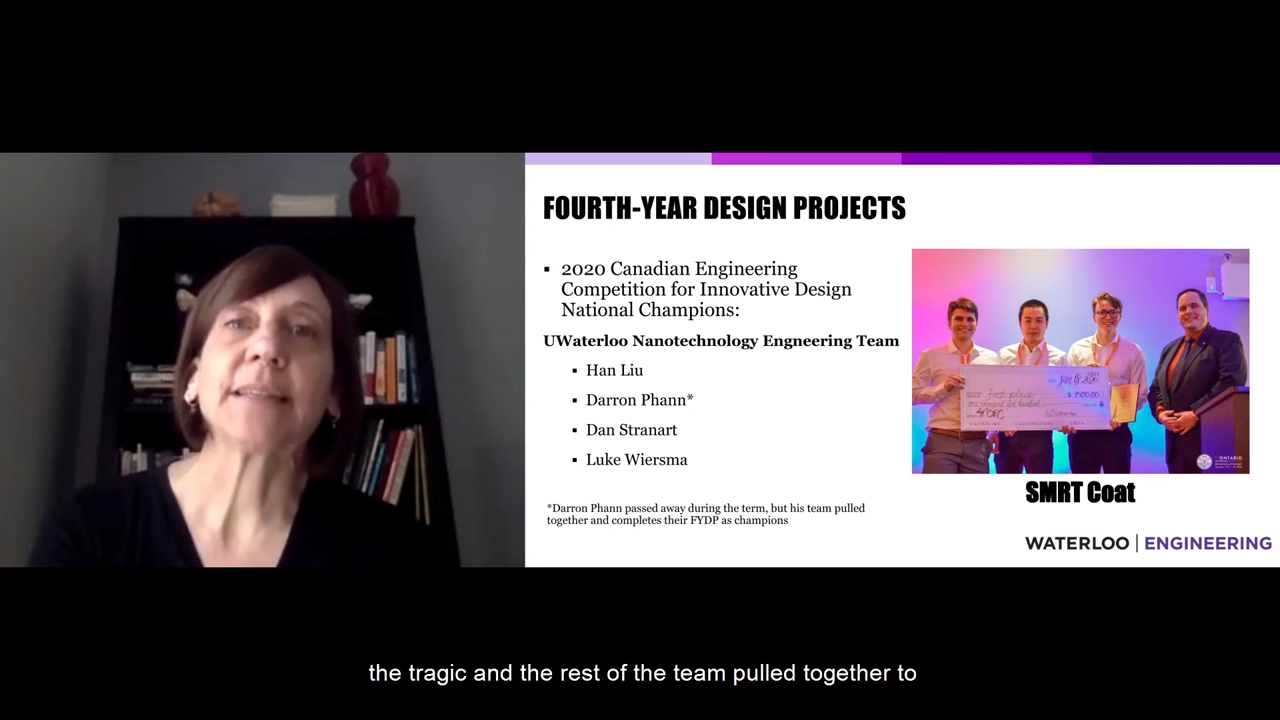 FOURTH-YEAR DESIGN PROJECTS
▪ 2020 Canadian Engineering
Competition for Innovative Design
National Champions:
UWaterloo Nanotechnology Engneering Team
▪ Han Liu
▪ Darron Phann*
▪ Dan Stranart
▪ Luke Wiersma
*Darron Phann passed away during the term, but his team pulled
together and completes their FYDP as champions
first place
$ 1500.00
ONTARIO
SMRT Coat
WATERLOO | ENGINEERING
the tragic and the rest of the team pulled together to